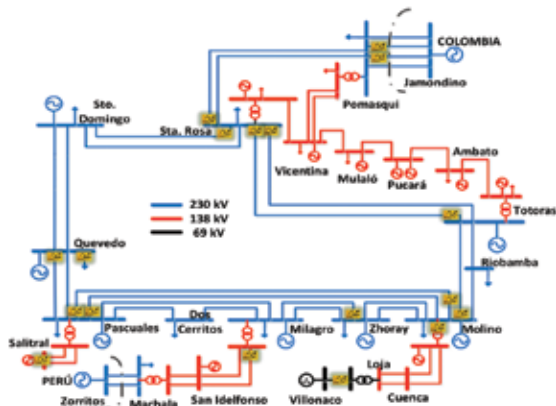 COLOMBIA
Jamondino
Pomasqui
Sto.
Domingo
Sta. Rosa
Vicentina
Mulaló
Pucará
Ambato
Totoras
230 kV
138 kV
69 kV
Quevedo
Riobamba
Pascuales
Dos
Cerritos
Milagro
Zhoray
Molino
Salitral
PERÚ
Zorritos
Machala
San Idelfonso
Villonaco
Loja
Cuenca